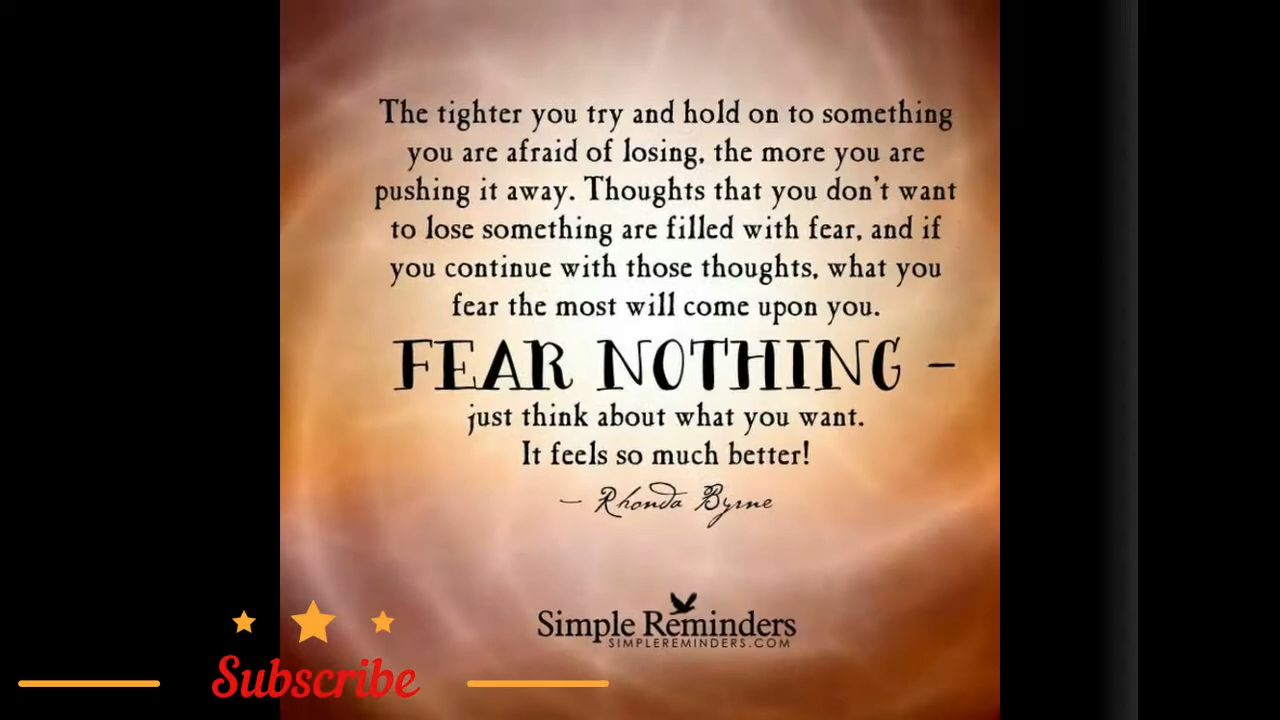 The tighter you try and hold on to something
you are afraid of losing, the more you are
pushing it away. Thoughts that you don't want
to lose something are filled with fear, and if
you continue with those thoughts, what you
fear the most will come upon you.
FEAR NOTHING –
just think about what you want.
It feels so much better!
– Rhonda Byrne
Simple Reminders
SIMPLEREMINDERS.COM
Subscribe